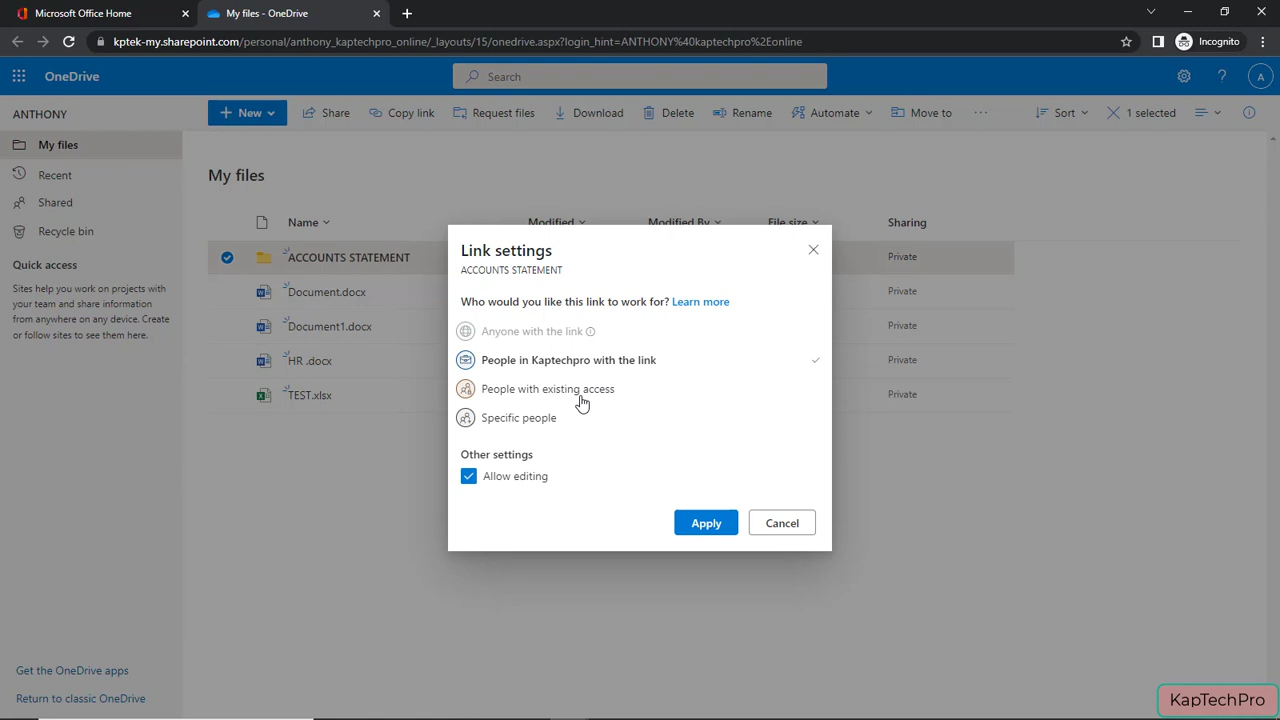 Microsoft Office Home
My files - OneDrive
kptek-my.sharepoint.com/personal/anthony_kaptechpro_online/_layouts/15/onedrive.aspx?login_hint=ANTHONY%40kaptechpro%2Eonline
Incognito
OneDrive
Search
A
ANTHONY
New
Share
Copy link
Request files
Download
Delete
Rename
Automate
Move to
Sort
1 selected
My files
Recent
Shared
Recycle bin
Quick access
Sites help you work on projects with
your team and share information
from anywhere on any device. Create
or follow sites to see them here.
Get the OneDrive apps
Return to classic OneDrive
My files
Name
Modified
Modified By
File size
Sharing
ACCOUNTS STATEMENT
Private
Document.docx
Private
Document1.docx
Private
HR .docx
Private
TEST.xlsx
Private
Link settings
ACCOUNTS STATEMENT
Who would you like this link to work for? Learn more
Anyone with the link
People in Kaptechpro with the link
People with existing access
Specific people
Other settings
Allow editing
Apply
Cancel
KapTechPro